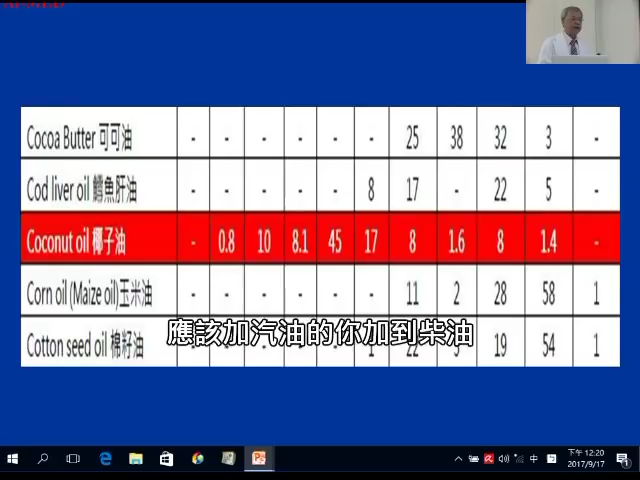 Cocoa Butter 可可油 - - - - - - 25 38 32 3 -
Cod liver oil 鱈魚肝油 - - - - - 8 17 - 22 5 -
Coconut oil 椰子油 - 0.8 10 8.1 45 17 8 1.6 8 1.4 -
Corn oil (Maize oil)玉米油 - - - - - - 11 2 28 58 1
應該加汽油的你加到柴油
Cotton seed oil 棉籽油 - - - - - 1 22 3 19 54 1
中
下午 12:20
2017/9/17